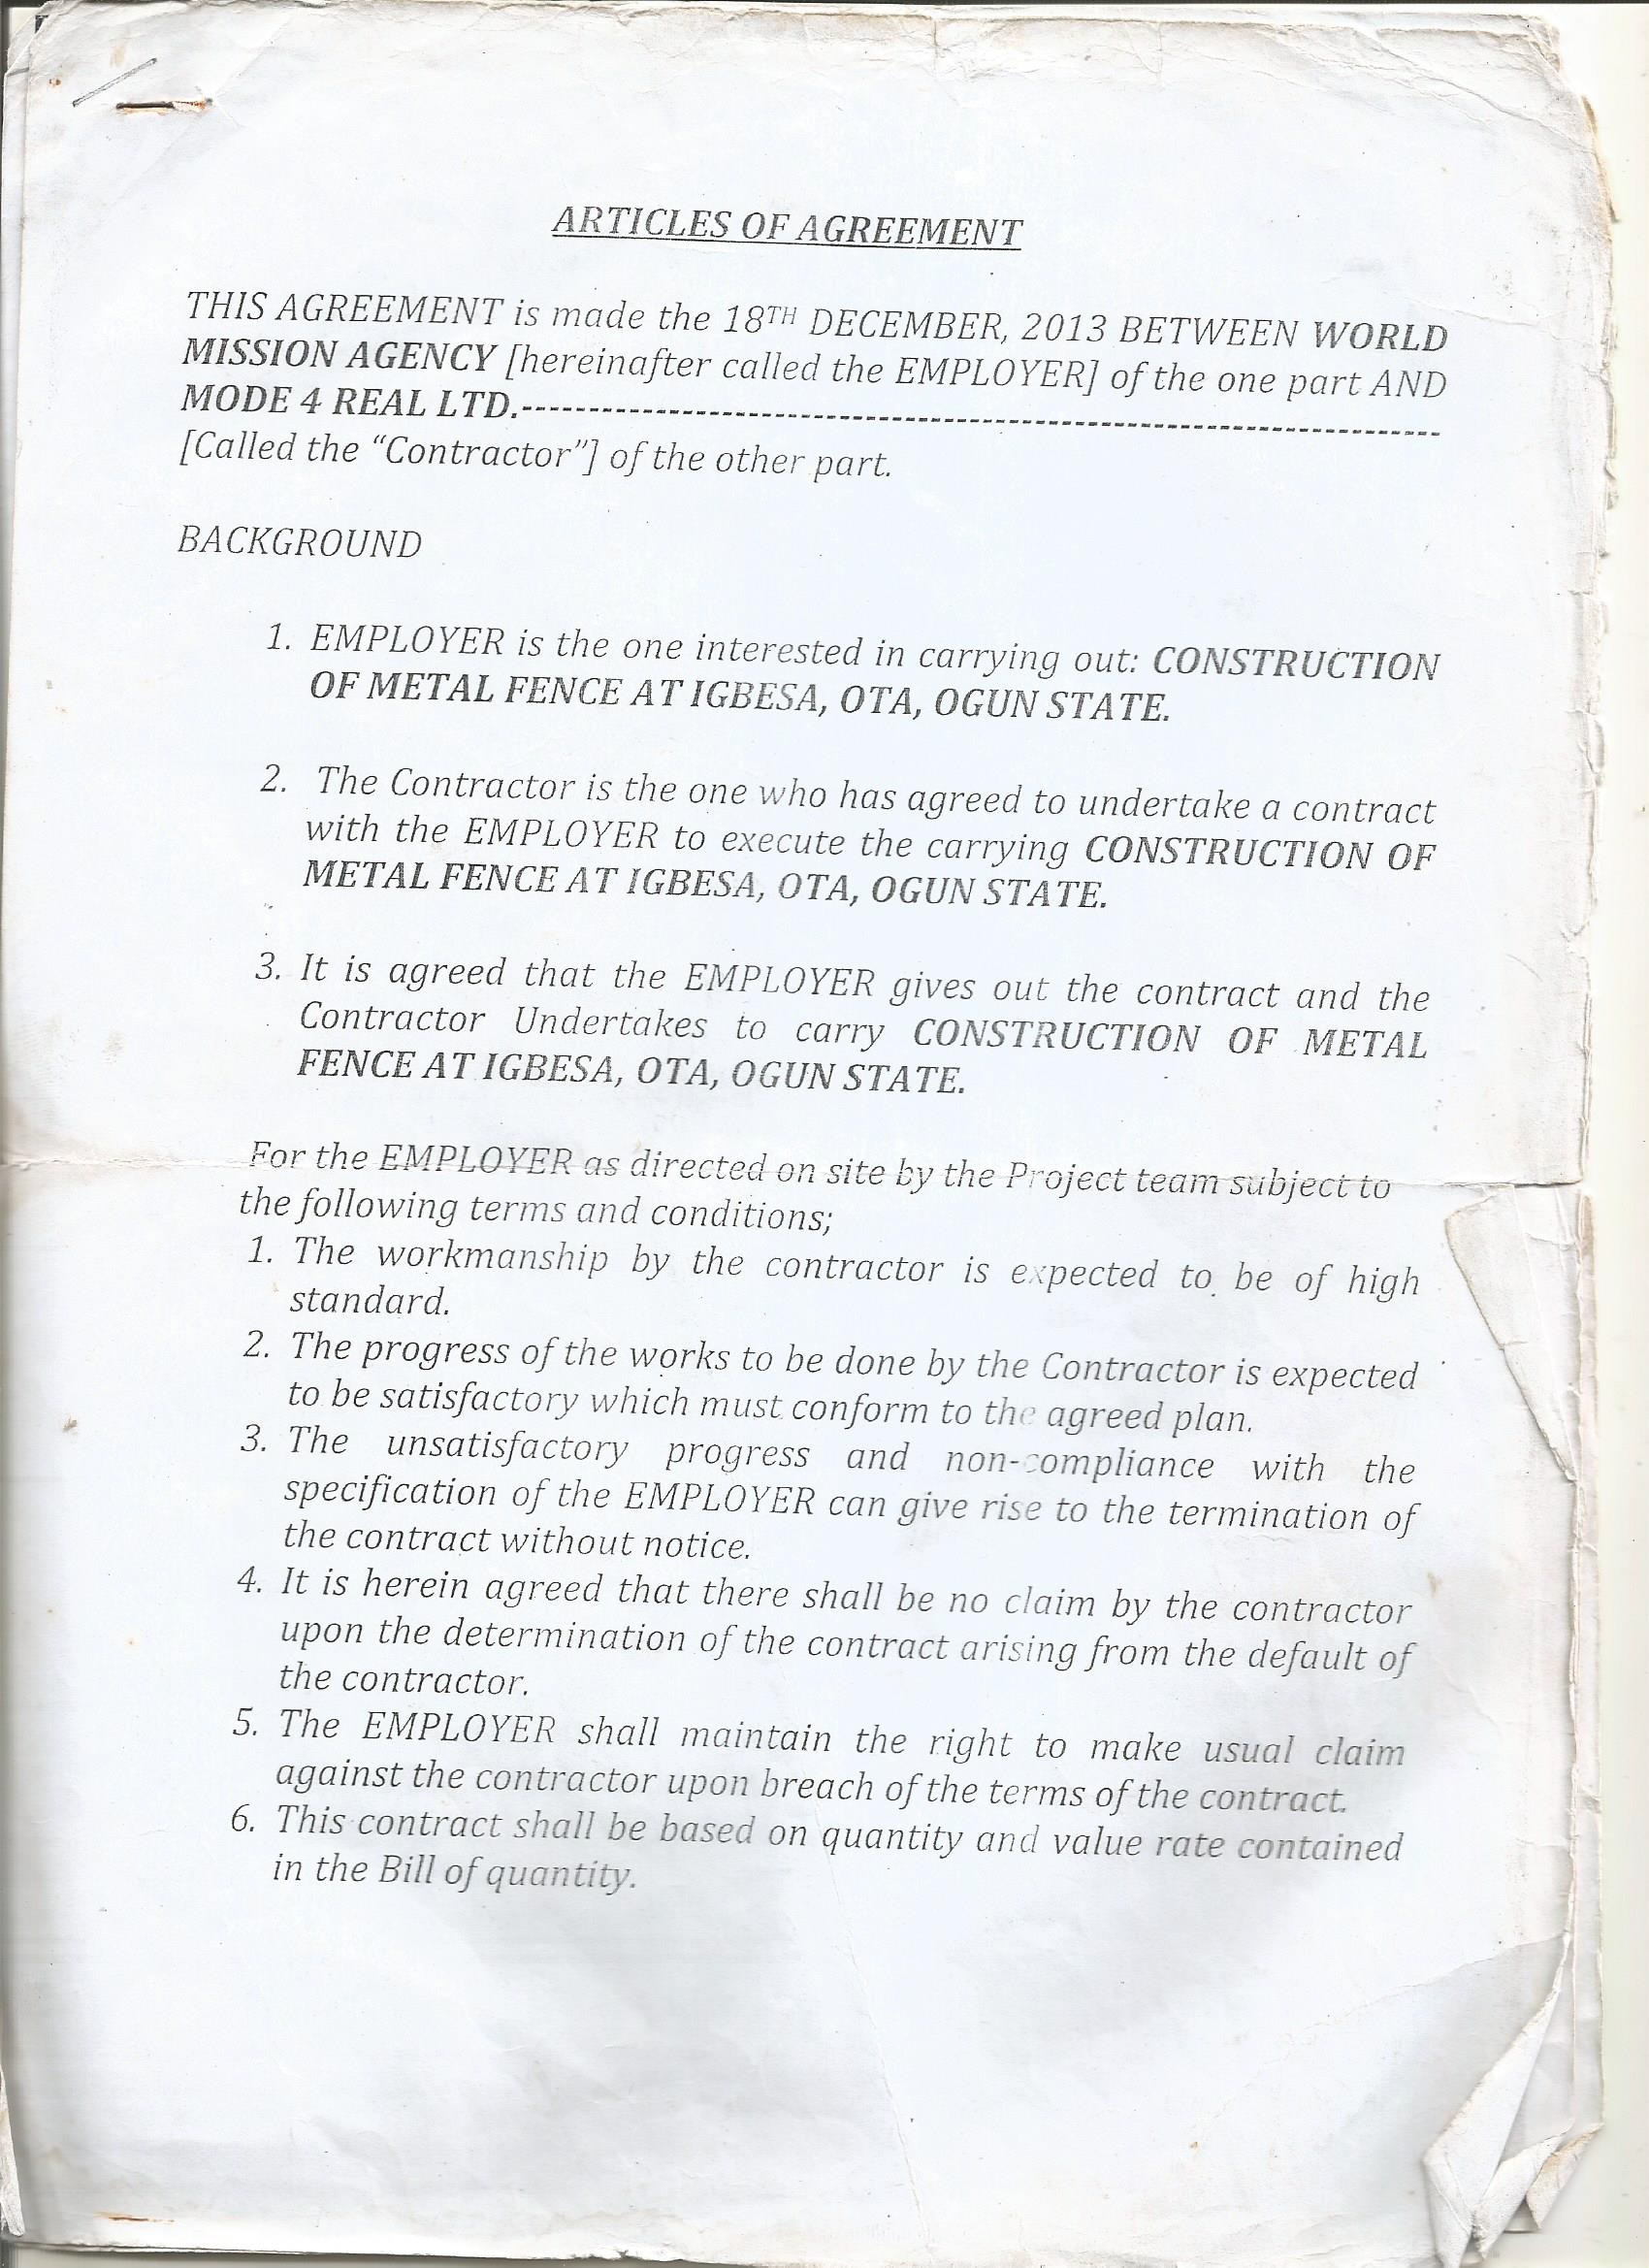 ARTICLES OF AGREEMENT
THIS AGREEMENT is made the 18TH DECEMBER, 2013 BETWEEN WORLD
MISSION AGENCY [hereinafter called the EMPLOYER] of the one part AND
MODE 4 REAL LTD.-----------------------------------------------------------------------
[Called the “Contractor”] of the other part.
BACKGROUND
1. EMPLOYER is the one interested in carrying out: CONSTRUCTION
OF METAL FENCE AT IGBESA, OTA, OGUN STATE.
2. The Contractor is the one who has agreed to undertake a contract
with the EMPLOYER to execute the carrying CONSTRUCTION OF
METAL FENCE AT IGBESA, OTA, OGUN STATE.
3. It is agreed that the EMPLOYER gives out the contract and the
Contractor Undertakes to carry CONSTRUCTION OF METAL
FENCE AT IGBESA, OTA, OGUN STATE.
For the EMPLOYER as directed on site by the Project team subject to
the following terms and conditions;
1. The workmanship by the contractor is expected to be of high
standard.
2. The progress of the works to be done by the Contractor is expected
to be satisfactory which must conform to the agreed plan.
3. The unsatisfactory progress and non-compliance with the
specification of the EMPLOYER can give rise to the termination of
the contract without notice.
4. It is herein agreed that there shall be no claim by the contractor
upon the determination of the contract arising from the default of
the contractor.
5. The EMPLOYER shall maintain the right to make usual claim
against the contractor upon breach of the terms of the contract.
6. This contract shall be based on quantity and value rate contained
in the Bill of quantity.